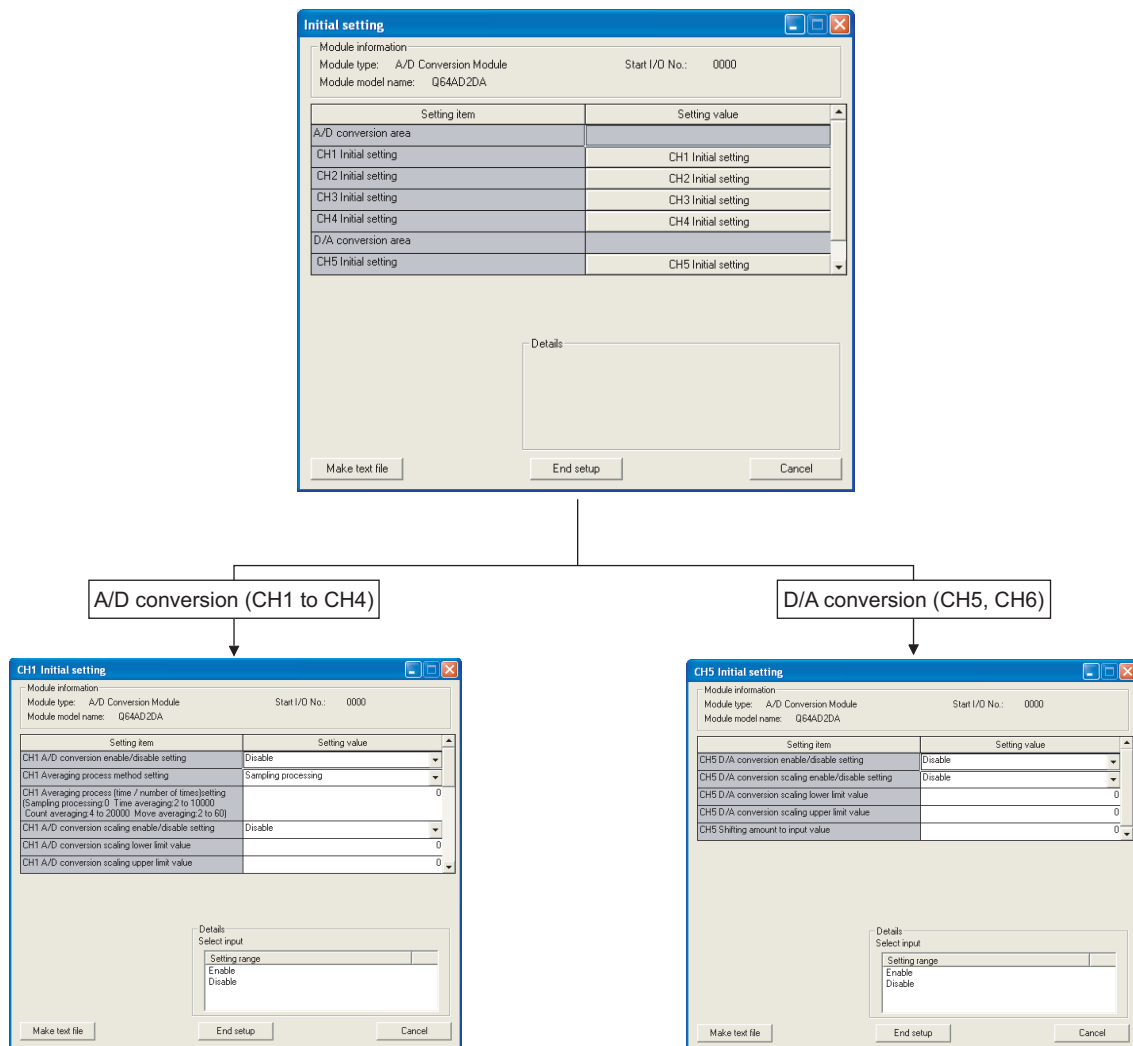 Initial setting
Module information
Module type: A/D Conversion Module Start I/O No.: 0000
Module model name: Q64AD2DA
Setting item Setting value
A/D conversion area
CH1 Initial setting CH1 Initial setting
CH2 Initial setting CH2 Initial setting
CH3 Initial setting CH3 Initial setting
CH4 Initial setting CH4 Initial setting
D/A conversion area
CH5 Initial setting CH5 Initial setting
Details
Make text file End setup Cancel
A/D conversion (CH1 to CH4)
D/A conversion (CH5, CH6)
CH1 Initial setting
Module information
Module type: A/D Conversion Module Start I/O No.: 0000
Module model name: Q64AD2DA
Setting item Setting value
CH1 A/D conversion enable/disable setting Disable
CH1 Averaging process method setting Sampling processing
CH1 Averaging process (time / number of times)setting 0
(Sampling processing:0 Time averaging:2 to 10000
Count averaging:4 to 20000 Move averaging:2 to 60)
CH1 A/D conversion scaling enable/disable setting Disable
CH1 A/D conversion scaling lower limit value 0
CH1 A/D conversion scaling upper limit value 0
Details
Select input
Setting range
Enable
Disable
Make text file End setup Cancel
CH5 Initial setting
Module information
Module type: A/D Conversion Module Start I/O No.: 0000
Module model name: Q64AD2DA
Setting item Setting value
CH5 D/A conversion enable/disable setting Disable
CH5 D/A conversion scaling enable/disable setting Disable
CH5 D/A conversion scaling lower limit value 0
CH5 D/A conversion scaling upper limit value 0
CH5 Shifting amount to input value 0
Details
Select input
Setting range
Enable
Disable
Make text file End setup Cancel